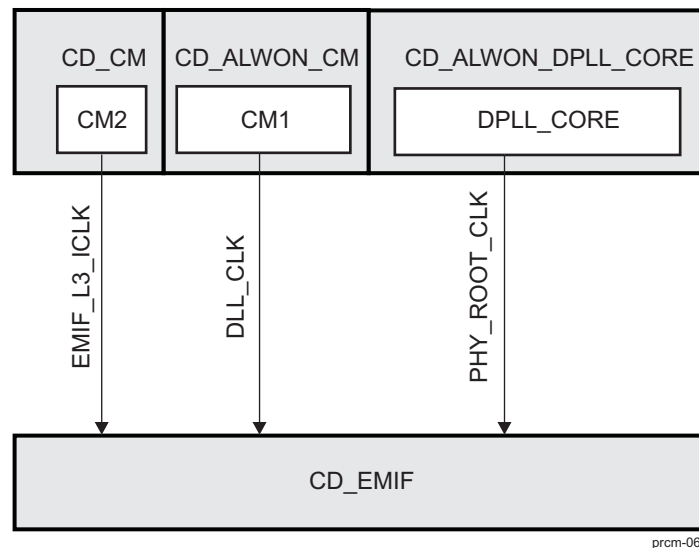 CD_CM
CD_ALWON_CM
CD_ALWON_DPLL_CORE
CM2
CM1
DPLL_CORE
EMIF_L3_ICLK
DLL_CLK
PHY_ROOT_CLK
CD_EMIF
prcm-06